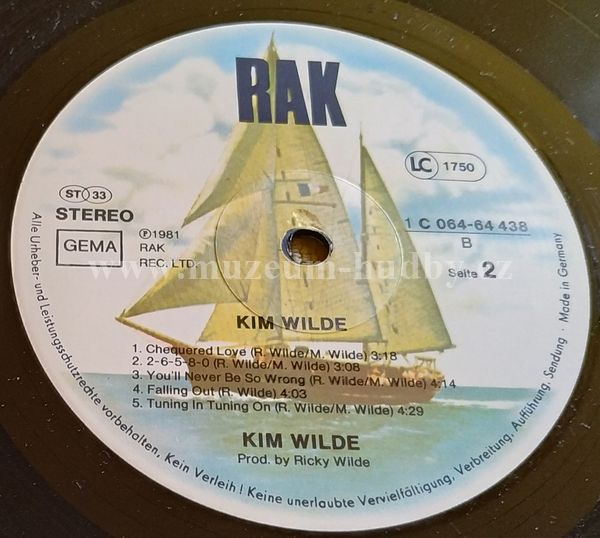 RAK
LC 1750
ST 33
STEREO
GEMA
℗ 1981
RAK
REC. LTD.
1 C 064-64 438
B
Seite 2
www.muzeum-hudby.cz
KIM WILDE
1. Chequered Love (R. Wilde/M. Wilde) 3:18
2. 2-6-5-8-0 (R. Wilde/M. Wilde) 3:08
3. You'll Never Be So Wrong (R. Wilde/M. Wilde) 4:14
4. Falling Out (R. Wilde) 4:03
5. Tuning In Tuning On (R. Wilde/M. Wilde) 4:29
KIM WILDE
Prod. by Ricky Wilde
Alle Urheber- und Leistungsschutzrechte vorbehalten, Kein Verleih! Keine unerlaubte Vervielfältigung, Verbreitung, Aufführung, Sendung · Made in Germany